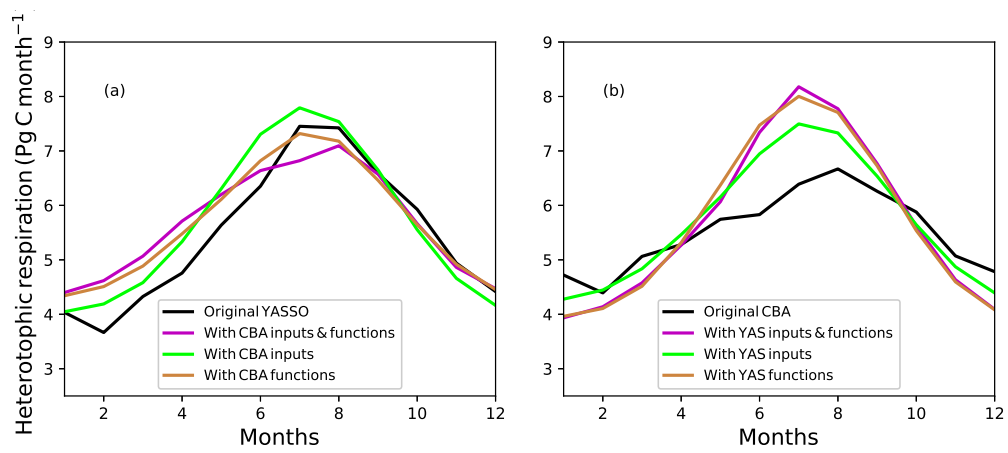 Heterotophic respiration (Pg C month⁻¹
9
8
7
6
5
4
3
(a)
Original YASSO
With CBA inputs & functions
With CBA inputs
With CBA functions
2 4 6 8 10 12
Months
9
8
7
6
5
4
3
(b)
Original CBA
With YAS inputs & functions
With YAS inputs
With YAS functions
2 4 6 8 10 12
Months